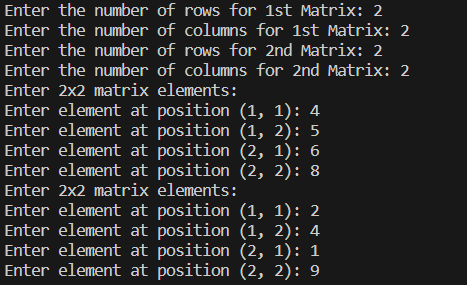 Enter the number of rows for 1st Matrix: 2
Enter the number of columns for 1st Matrix: 2
Enter the number of rows for 2nd Matrix: 2
Enter the number of columns for 2nd Matrix: 2
Enter 2x2 matrix elements:
Enter element at position (1, 1): 4
Enter element at position (1, 2): 5
Enter element at position (2, 1): 6
Enter element at position (2, 2): 8
Enter 2x2 matrix elements:
Enter element at position (1, 1): 2
Enter element at position (1, 2): 4
Enter element at position (2, 1): 1
Enter element at position (2, 2): 9